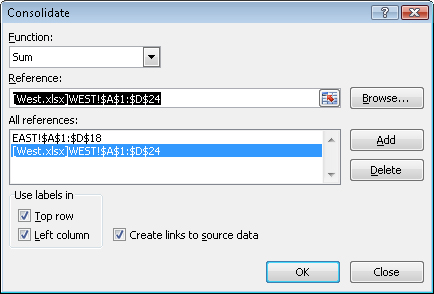 Consolidate
Function:
Sum
Reference:
[West.xlsx]WEST!$A$1:$D$24
Browse...
All references:
EAST!$A$1:$D$18
[West.xlsx]WEST!$A$1:$D$24
Add
Delete
Use labels in
Top row
Left column
Create links to source data
OK
Close